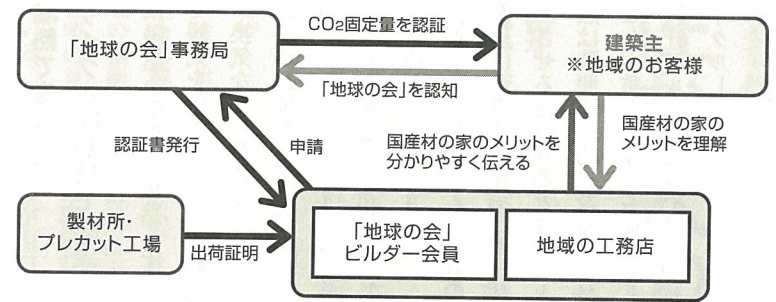 CO2固定量を認証
「地球の会」事務局
建築主
※地域のお客様
「地球の会」を認知
認証書発行
申請
国産材の家のメリットを
分かりやすく伝える
国産材の家の
メリットを理解
製材所・
プレカット工場
出荷証明
「地球の会」
ビルダー会員
地域の工務店